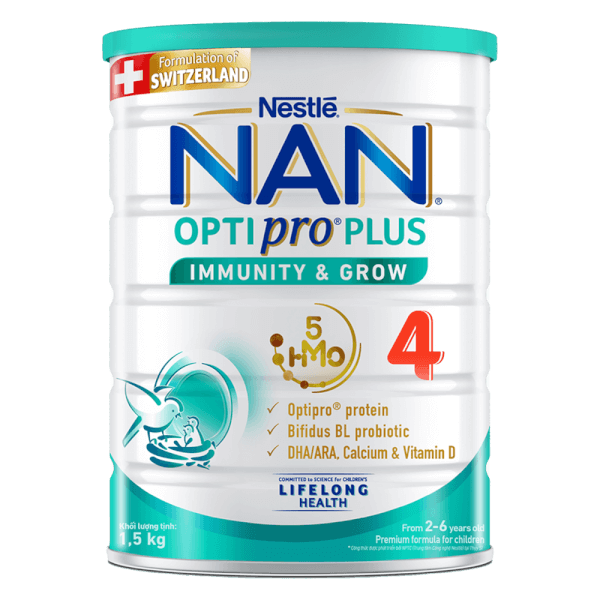 Formulation of
SWITZERLAND
Nestlé
NAN®
OPTIpro® PLUS
IMMUNITY & GROW
5
HMO
4
✓ Optipro® protein
✓ Bifidus BL probiotic
✓ DHA/ARA, Calcium & Vitamin D
COMMITTED to SCIENCE for CHILDREN'S
LIFELONG
HEALTH
Khối lượng tịnh:
1,5 kg
From 2-6 years old
Premium formula for children